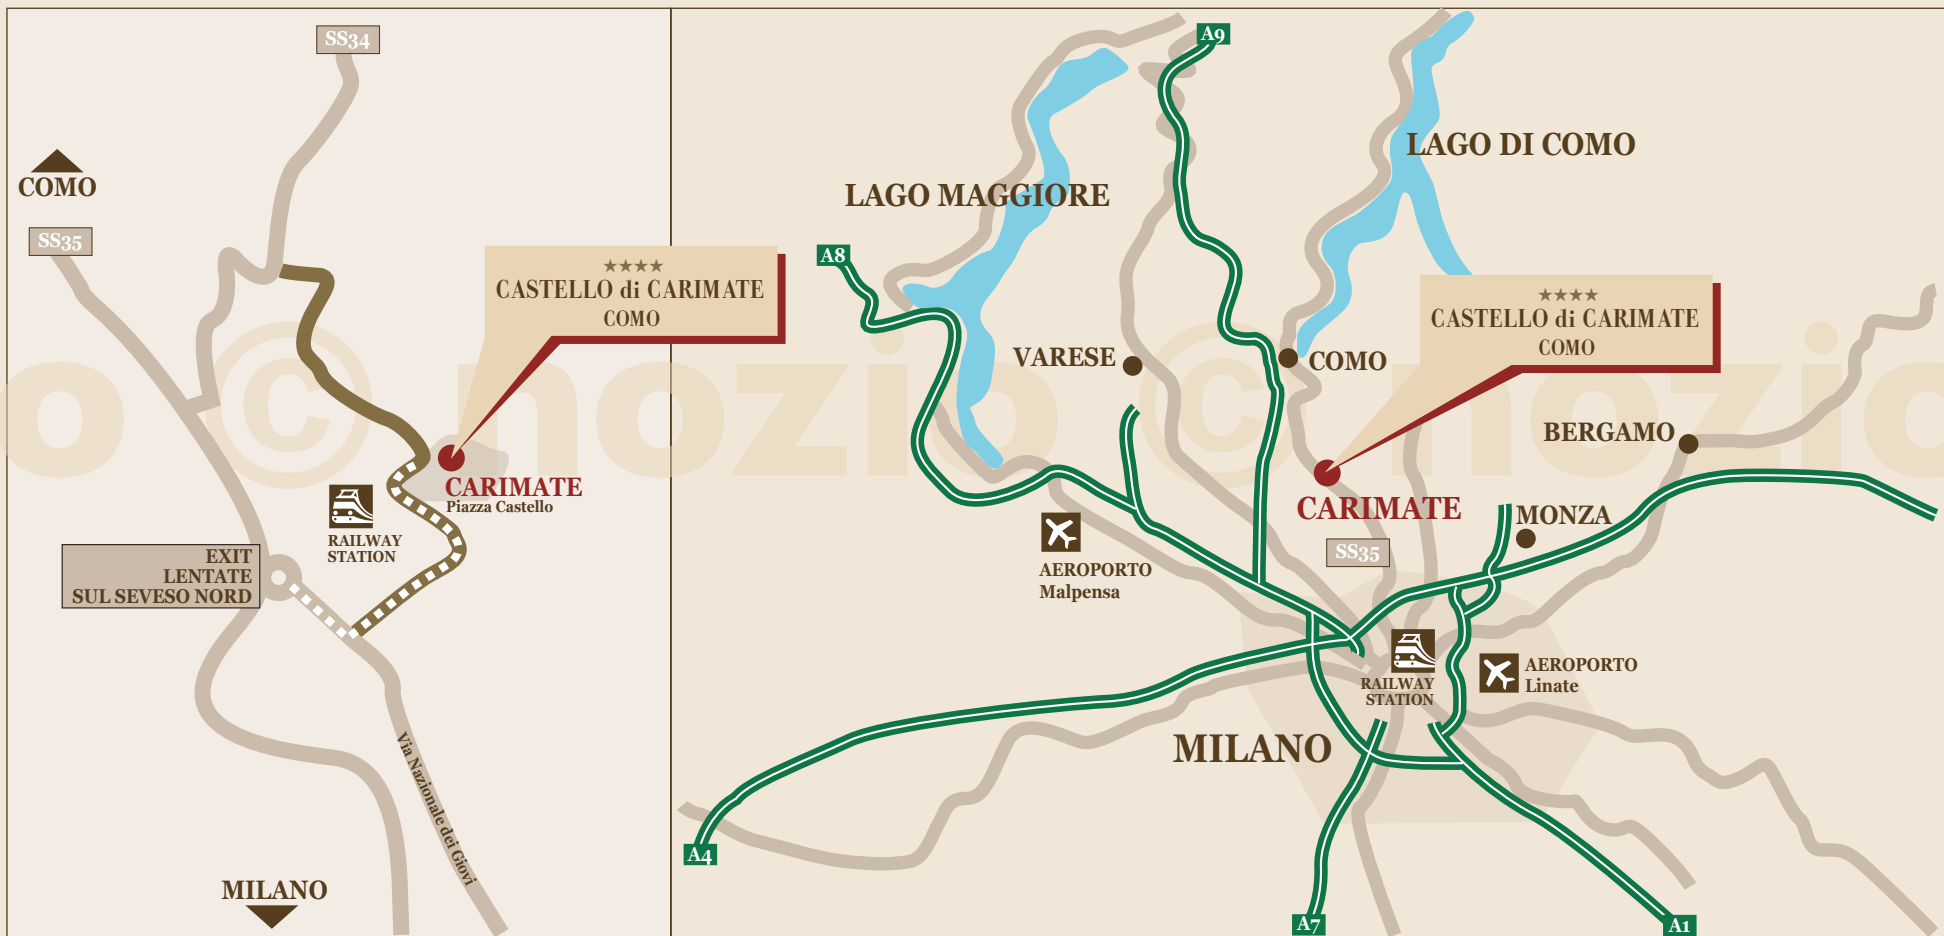 SS34
COMO
SS35
★★★★
CASTELLO di CARIMATE
COMO
CARIMATE
Piazza Castello
RAILWAY
STATION
EXIT
LENTATE
SUL SEVESO NORD
Via Nazionale dei Giovi
MILANO
A9
LAGO DI COMO
LAGO MAGGIORE
A8
★★★★
CASTELLO di CARIMATE
COMO
VARESE
COMO
BERGAMO
CARIMATE
MONZA
SS35
AEROPORTO
Malpensa
AEROPORTO
Linate
RAILWAY
STATION
MILANO
A4
A7
A1
o © nozio © nozio